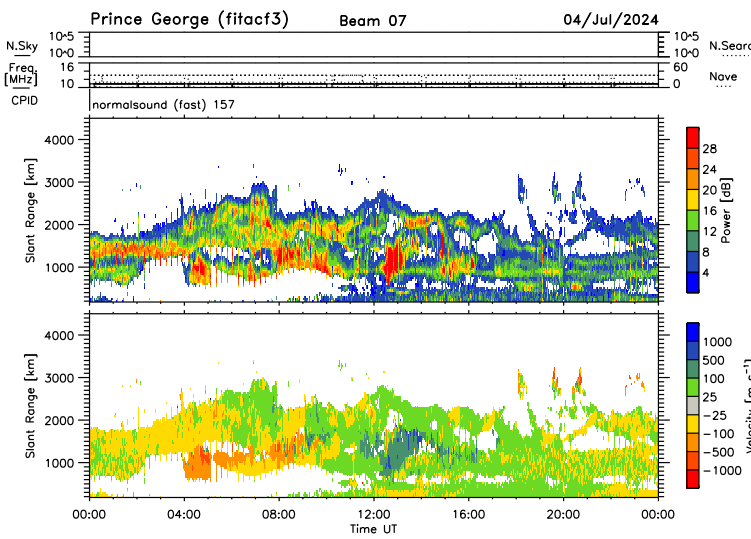 Prince George (fitacf3) Beam 07 04/Jul/2024
N.Sky 10^5 10^0 10^5 10^0 N.Searc
Freq. [MHz] 16 10 60 0 Nave
CPID normalsound (fast) 157
Slant Range [km] 4000 3000 2000 1000
Power [dB] 28 24 20 16 12 8 4
Slant Range [km] 4000 3000 2000 1000
Velocity [m s⁻¹] 1000 500 100 25 -25 -100 -500 -1000
00:00 04:00 08:00 12:00 16:00 20:00 00:00
Time UT